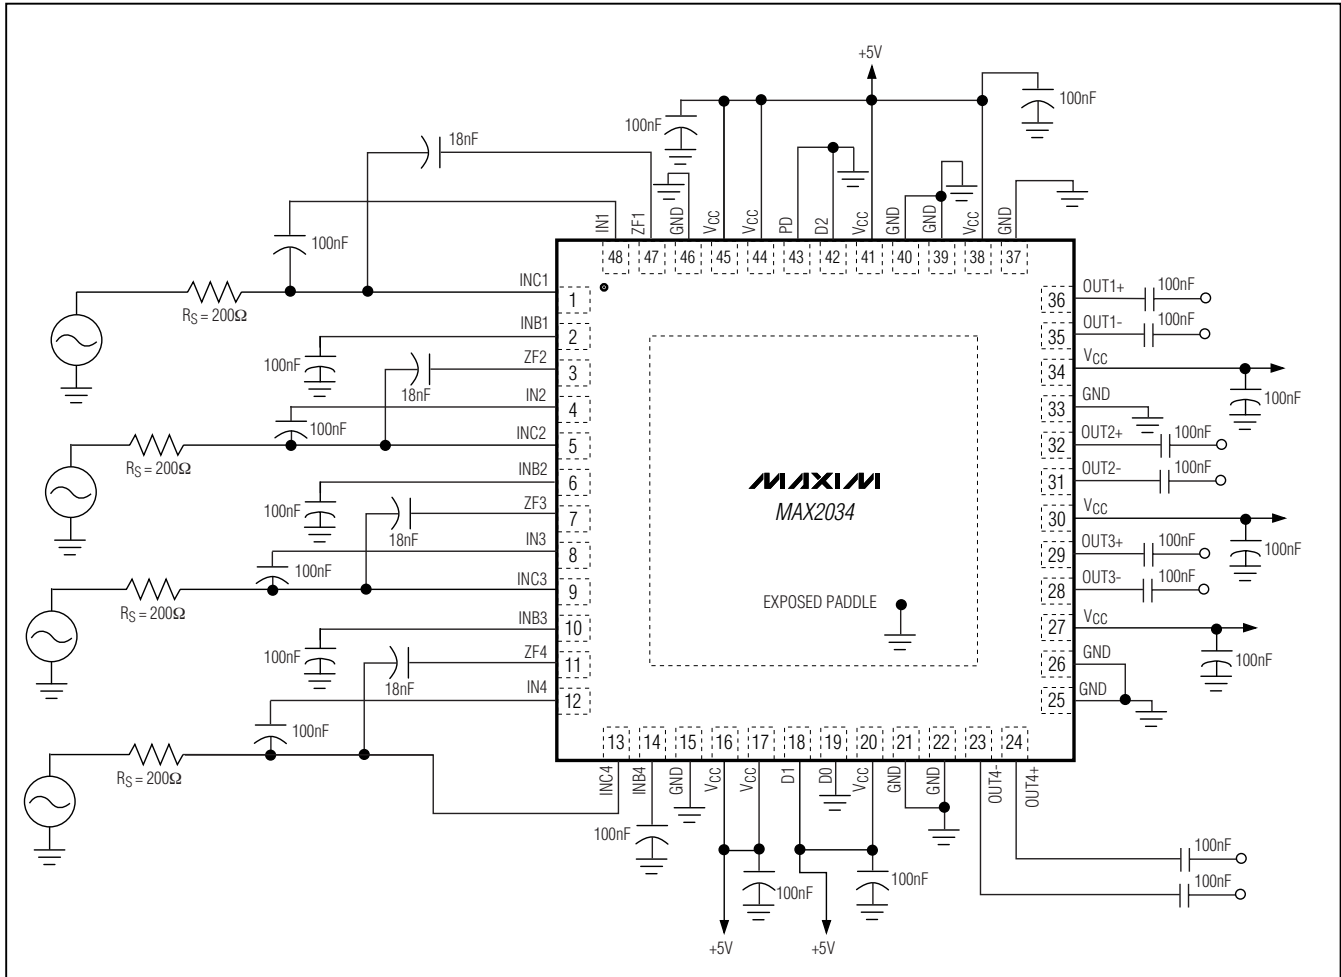 +5V
100nF
100nF
18nF
IN1
ZF1
GND
VCC
VCC
PD
D2
VCC
GND
GND
VCC
GND
100nF
48
47
46
45
44
43
42
41
40
39
38
37
RS = 200Ω
INC1
1
INB1
2
100nF
ZF2
3
18nF
IN2
4
100nF
INC2
5
RS = 200Ω
INB2
6
100nF
ZF3
7
18nF
IN3
8
100nF
INC3
9
RS = 200Ω
INB3
10
100nF
ZF4
11
18nF
IN4
12
100nF
RS = 200Ω
MAXIM
MAX2034
EXPOSED PADDLE
36
OUT1+
100nF
35
OUT1-
100nF
34
VCC
100nF
33
GND
32
OUT2+
100nF
31
OUT2-
100nF
30
VCC
100nF
29
OUT3+
100nF
28
OUT3-
100nF
27
VCC
100nF
26
GND
25
GND
13
14
15
16
17
18
19
20
21
22
23
24
INC4
INB4
GND
VCC
VCC
D1
D0
VCC
GND
GND
OUT4-
OUT4+
100nF
100nF
100nF
100nF
100nF
+5V
+5V